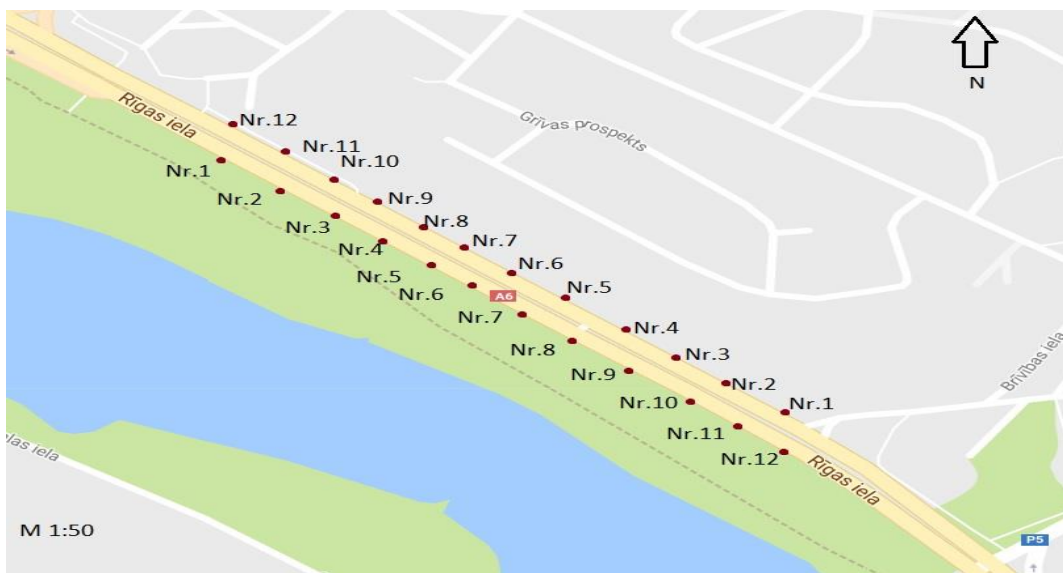 N
Rīgas iela
Nr.12
Nr.11
Nr.10
Nr.9
Nr.8
Nr.7
Nr.6
Nr.5
Nr.4
Nr.3
Nr.2
Nr.1
Nr.1
Nr.2
Nr.3
Nr.4
Nr.5
Nr.6
Nr.7
Nr.8
Nr.9
Nr.10
Nr.11
Nr.12
Grīvas prospekts
A6
Brīvības iela
Rīgas iela
iela
M 1:50
P5